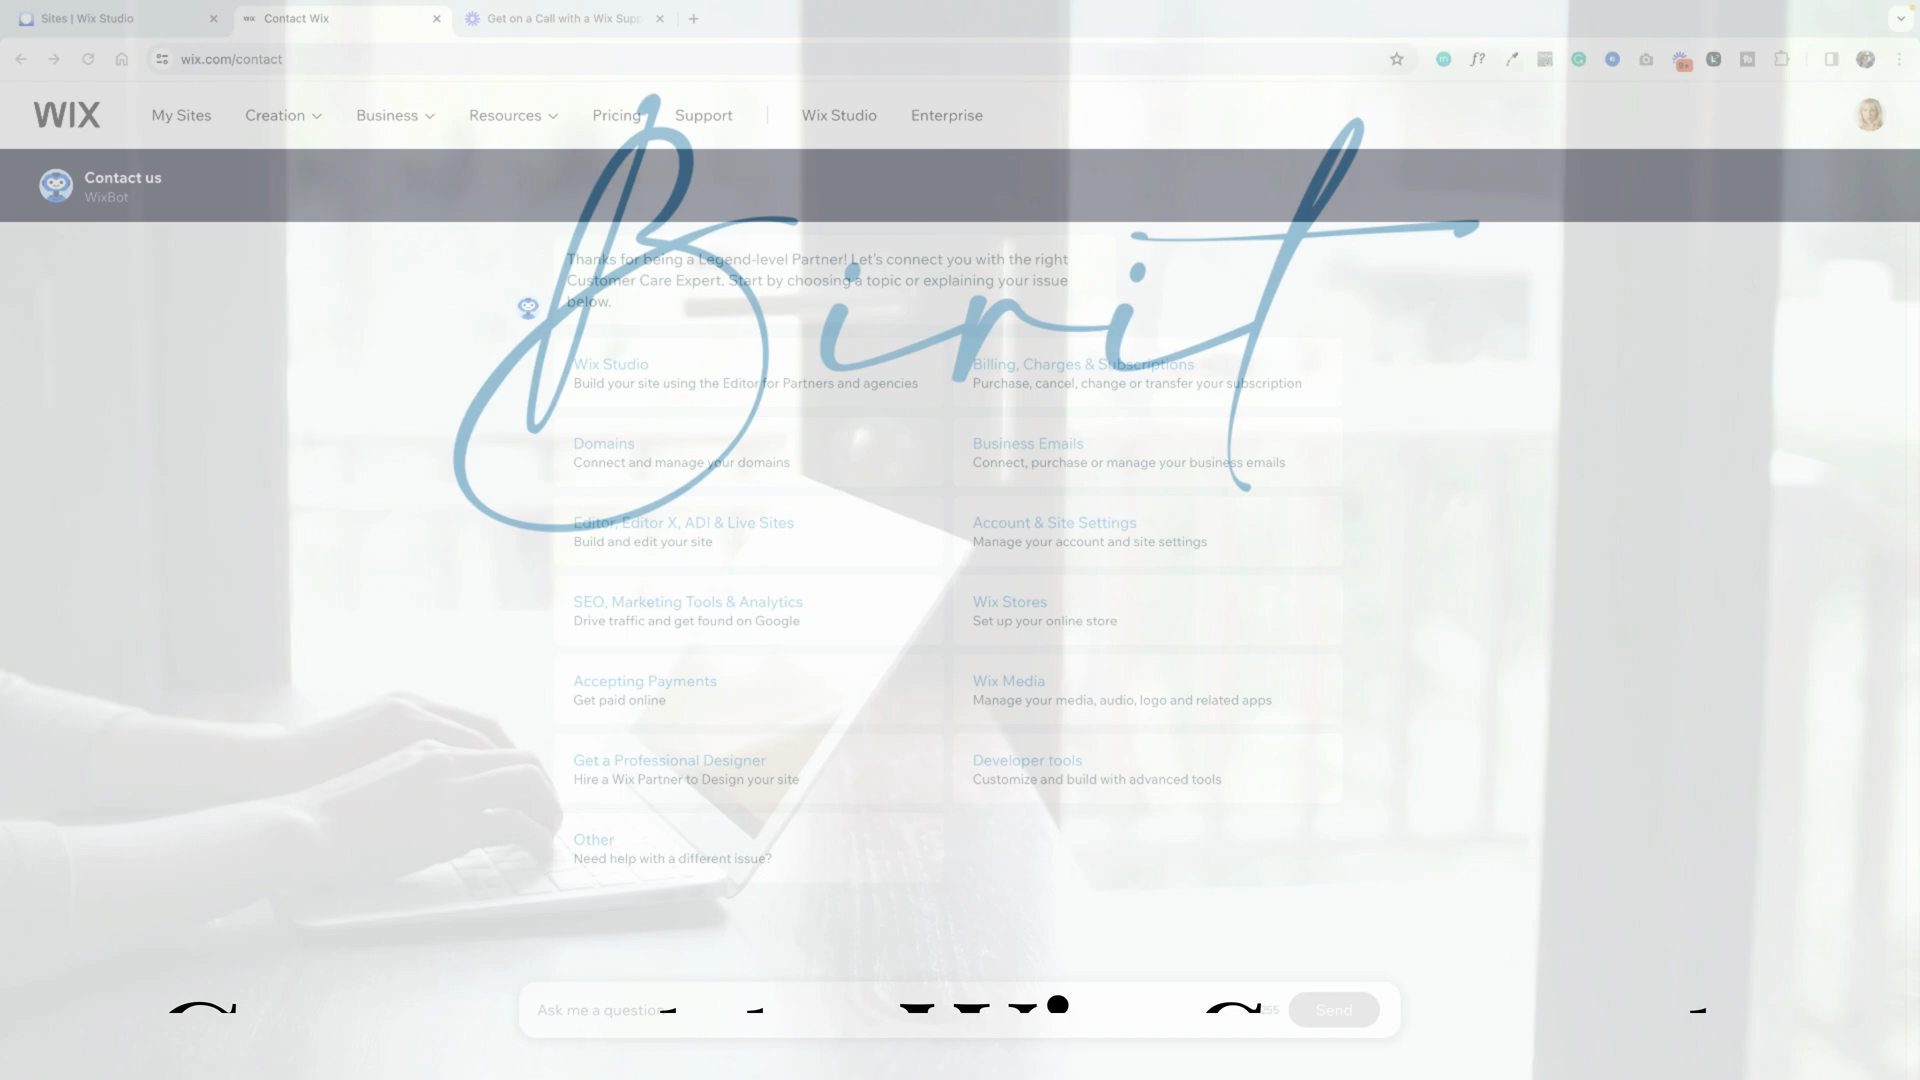 Sites | Wix Studio
Contact Wix
Get on a Call with a Wix Supp
wix.com/contact
WIX
My Sites
Creation
Business
Resources
Pricing
Support
Wix Studio
Enterprise
Contact us
WixBot
Birit
Thanks for being a Legend-level Partner! Let's connect you with the right
Customer Care Expert. Start by choosing a topic or explaining your issue
below.
Wix Studio
Build your site using the Editor for Partners and agencies
Billing, Charges & Subscriptions
Purchase, cancel, change or transfer your subscription
Domains
Connect and manage your domains
Business Emails
Connect, purchase or manage your business emails
Editor, Editor X, ADI & Live Sites
Build and edit your site
Account & Site Settings
Manage your account and site settings
SEO, Marketing Tools & Analytics
Drive traffic and get found on Google
Wix Stores
Set up your online store
Accepting Payments
Get paid online
Wix Media
Manage your media, audio, logo and related apps
Get a Professional Designer
Hire a Wix Partner to Design your site
Developer tools
Customize and build with advanced tools
Other
Need help with a different issue?
Ask me a question
255
Send